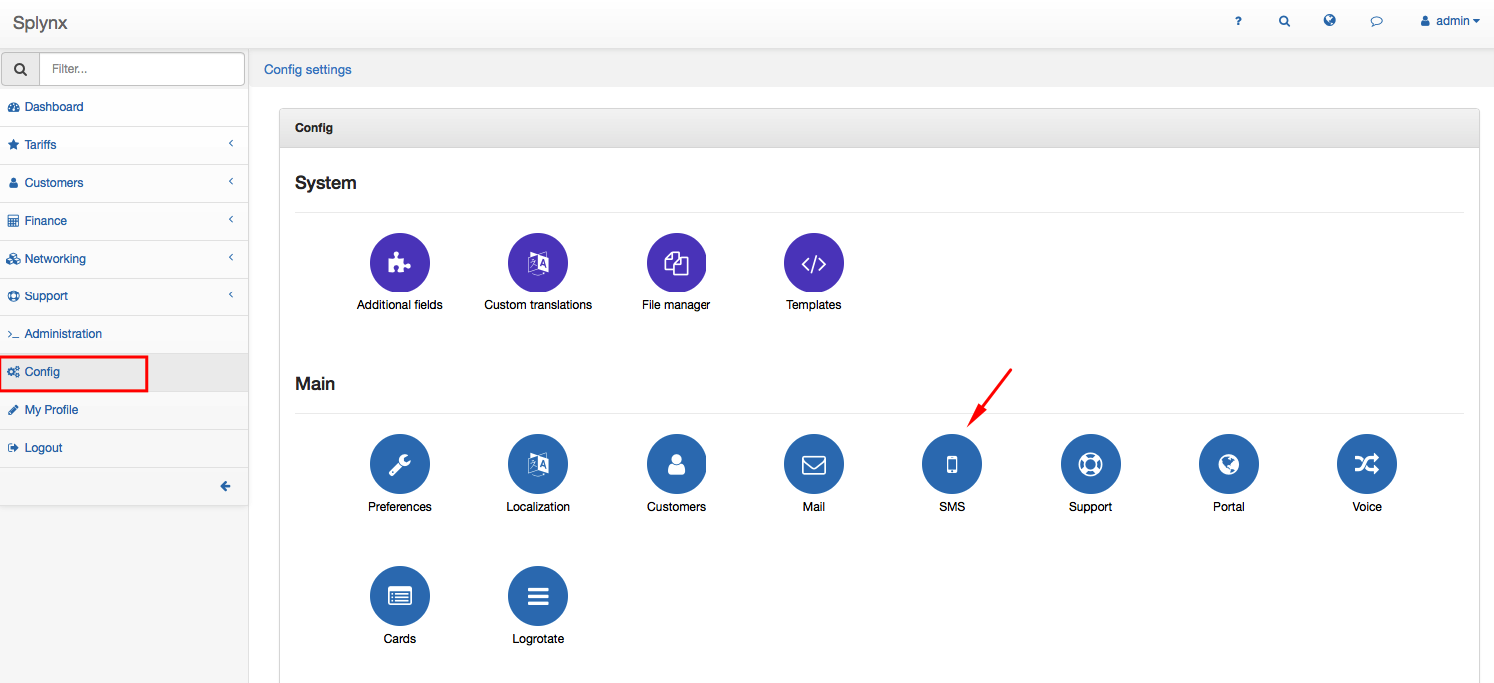 Splynx
? admin
Filter...
Config settings
Dashboard
Tariffs
Customers
Finance
Networking
Support
Administration
Config
My Profile
Logout
Config
System
Additional fields Custom translations File manager Templates
Main
Preferences Localization Customers Mail SMS Support Portal Voice
Cards Logrotate